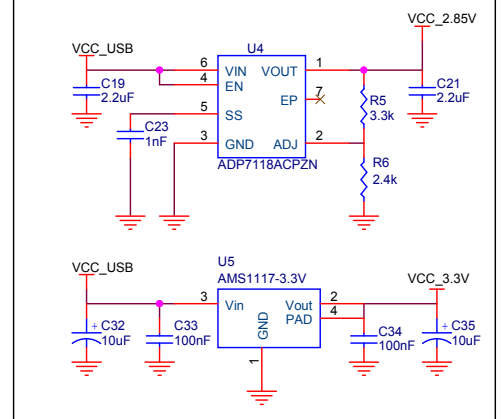 VCC_2.85V
VCC_USB
U4
6 VIN VOUT 1
4 EN
C19
2.2uF
EP 7
C21
2.2uF
R5
3.3k
5 SS
C23
1nF
3 GND ADJ 2
ADP7118ACPZN
R6
2.4k
VCC_USB
U5
AMS1117-3.3V
VCC_3.3V
3 Vin Vout 2
PAD 4
GND
1
+ C32
10uF
C33
100nF
C34
100nF
+ C35
10uF